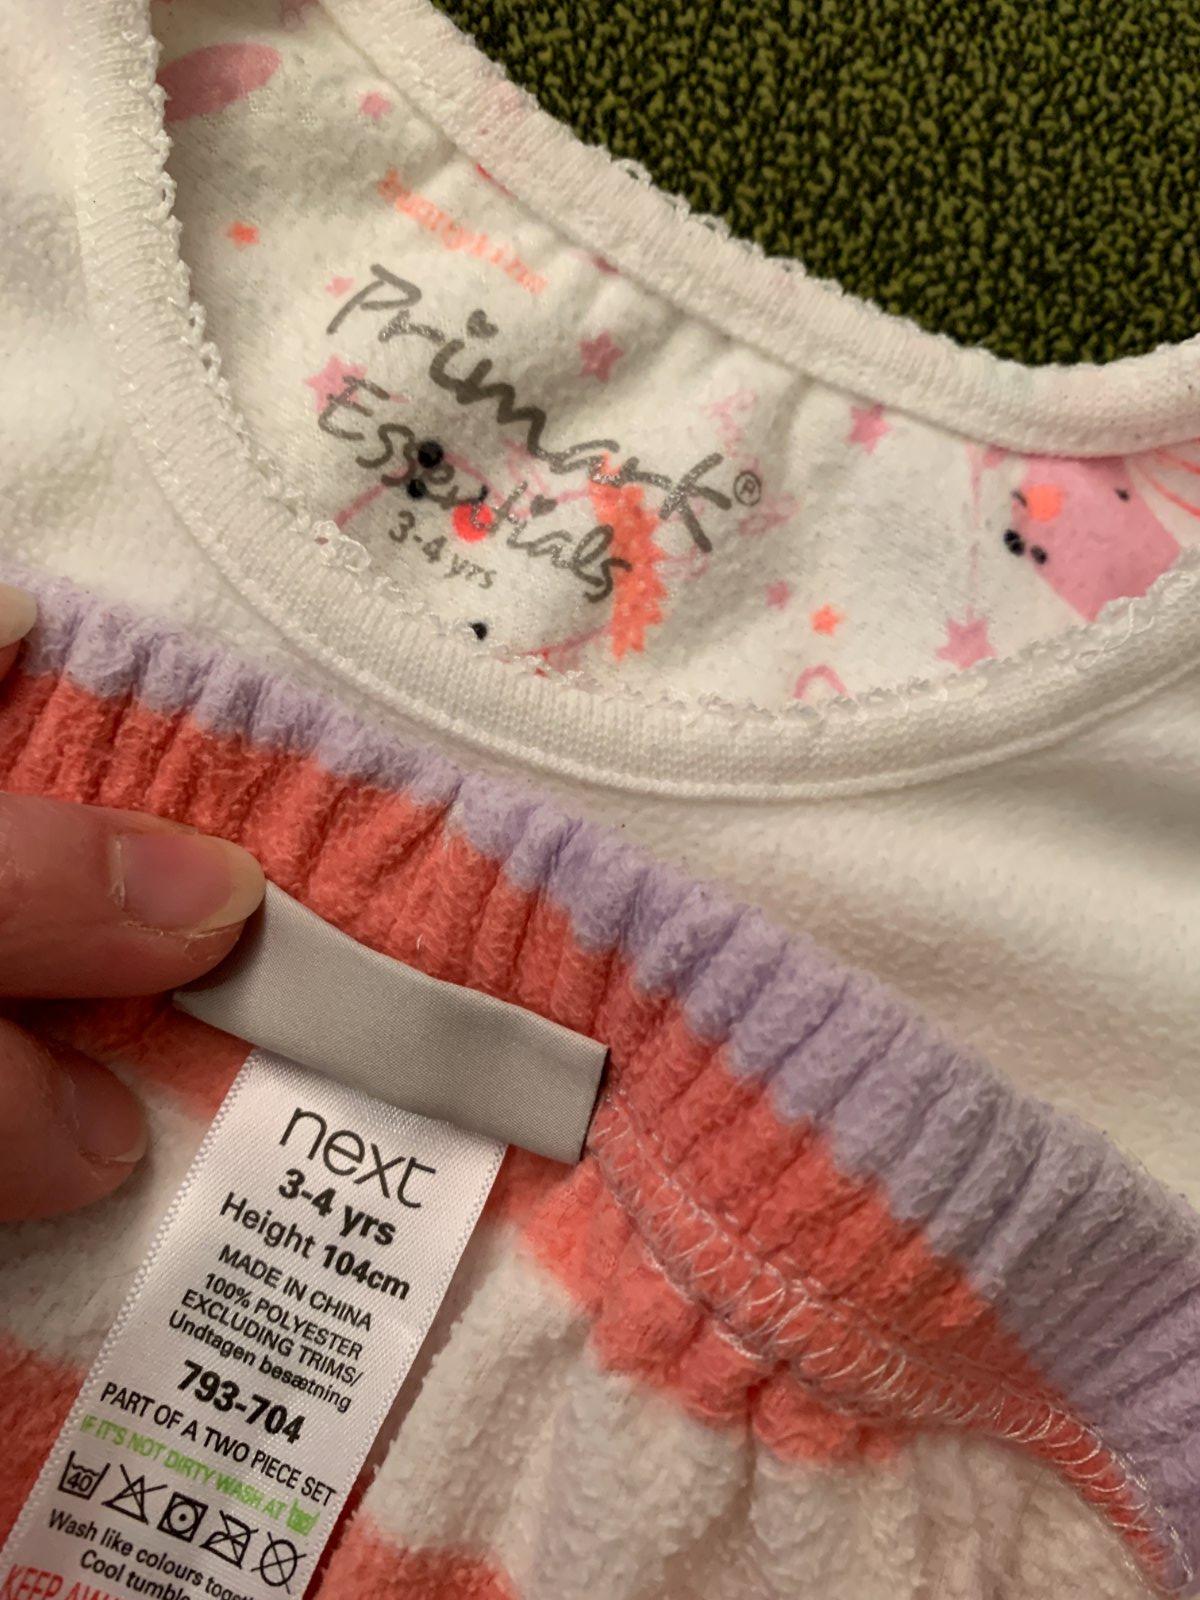 Primark®
Essentials
3-4 yrs
next
3-4 yrs
Height 104cm
MADE IN CHINA
100% POLYESTER
EXCLUDING TRIMS/
Undtagen besætning
793-704
PART OF A TWO PIECE SET
IF IT'S NOT DIRTY WASH AT
40
Wash like colours
Cool
KEEP